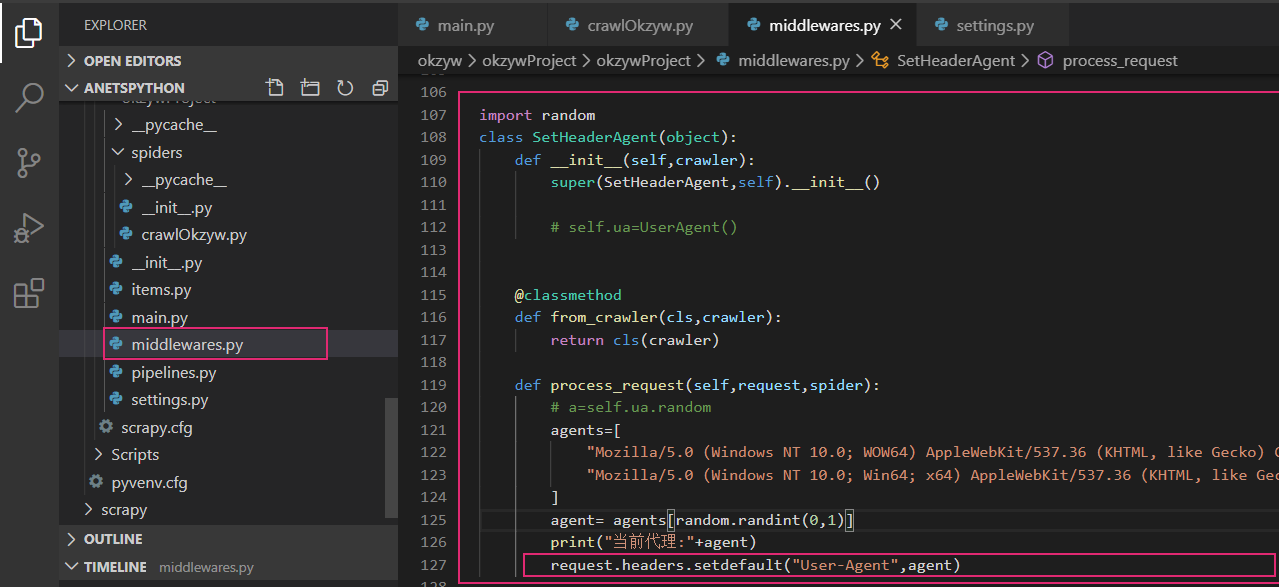 EXPLORER
OPEN EDITORS
ANETSPYTHON
__pycache__
spiders
__pycache__
__init__.py
crawlOkzyw.py
__init__.py
items.py
main.py
middlewares.py
pipelines.py
settings.py
scrapy.cfg
Scripts
pyvenv.cfg
scrapy
OUTLINE
TIMELINE middlewares.py
main.py crawlOkzyw.py middlewares.py settings.py
okzyw > okzywProject > okzywProject > middlewares.py > SetHeaderAgent > process_request
106
107 import random
108 class SetHeaderAgent(object):
109 def __init__(self,crawler):
110 super(SetHeaderAgent,self).__init__()
111
112 # self.ua=UserAgent()
113
114
115 @classmethod
116 def from_crawler(cls,crawler):
117 return cls(crawler)
118
119 def process_request(self,request,spider):
120 # a=self.ua.random
121 agents=[
122 "Mozilla/5.0 (Windows NT 10.0; WOW64) AppleWebKit/537.36 (KHTML, like Gecko)
123 "Mozilla/5.0 (Windows NT 10.0; Win64; x64) AppleWebKit/537.36 (KHTML, like
124 ]
125 agent= agents[random.randint(0,1)]
126 print("当前代理:"+agent)
127 request.headers.setdefault("User-Agent",agent)